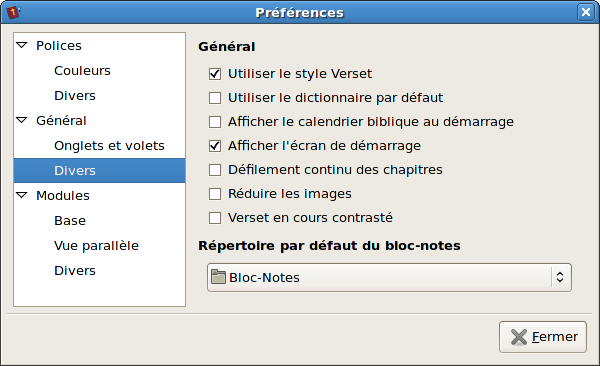 Préférences
Polices
Couleurs
Divers
Général
Onglets et volets
Divers
Modules
Base
Vue parallèle
Divers
Général
Utiliser le style Verset
Utiliser le dictionnaire par défaut
Afficher le calendrier biblique au démarrage
Afficher l'écran de démarrage
Défilement continu des chapitres
Réduire les images
Verset en cours contrasté
Répertoire par défaut du bloc-notes
Bloc-Notes
Fermer